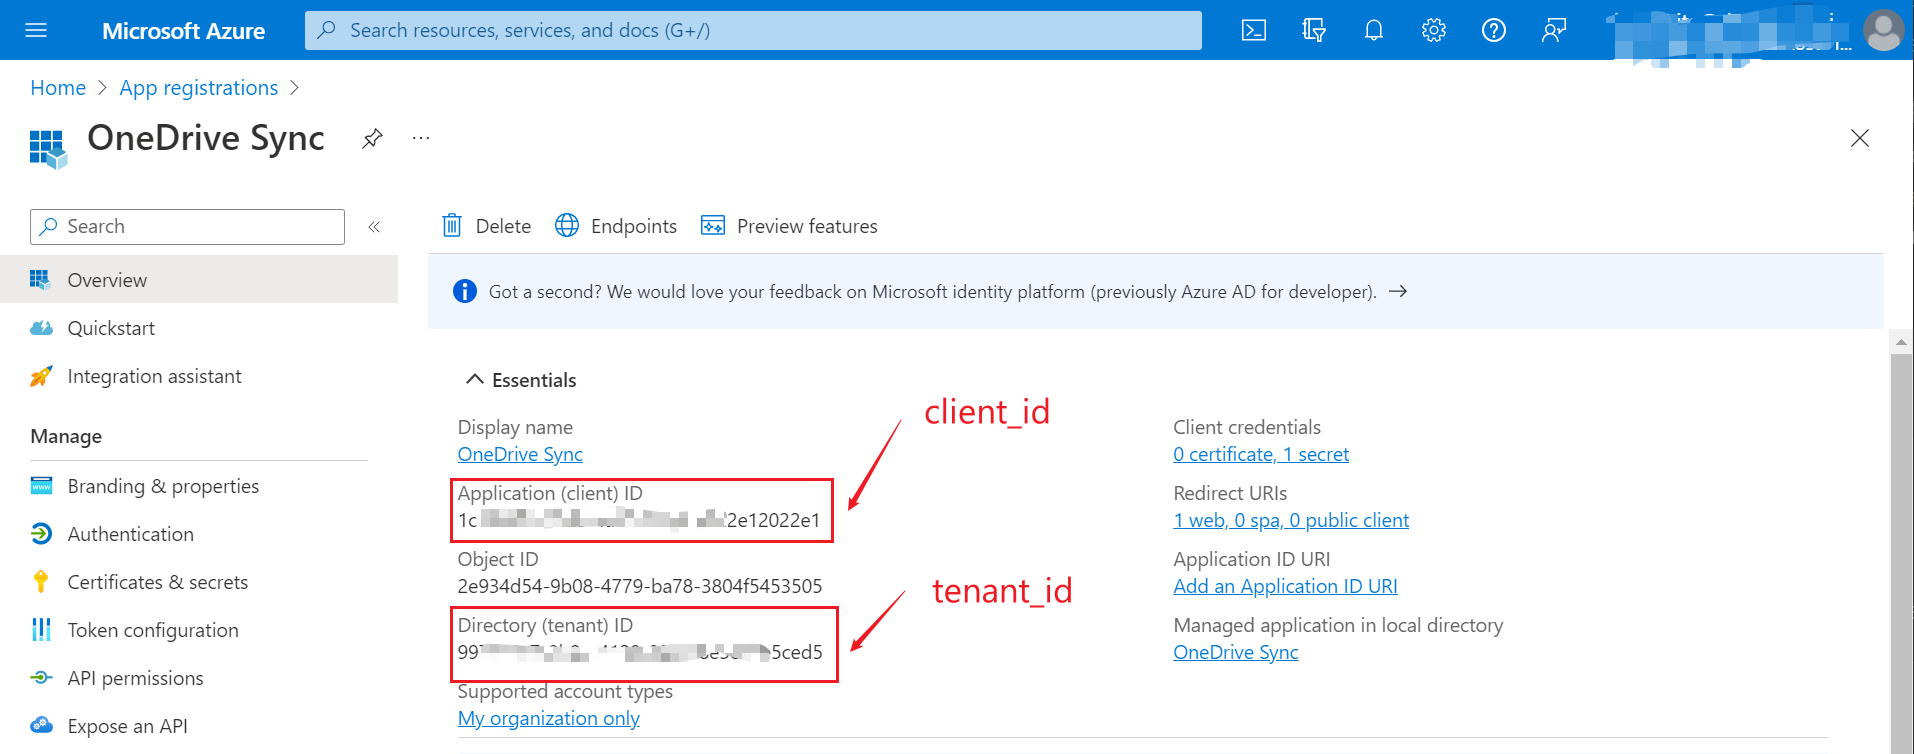 Microsoft Azure
Search resources, services, and docs (G+/)
Home > App registrations >
OneDrive Sync
...
Search
«
Delete
Endpoints
Preview features
Overview
Got a second? We would love your feedback on Microsoft identity platform (previously Azure AD for developer). →
Quickstart
Integration assistant
Essentials
client_id
Display name
Client credentials
Manage
OneDrive Sync
0 certificate, 1 secret
Branding & properties
Application (client) ID
Redirect URIs
1c 2e12022e1
1 web, 0 spa, 0 public client
Authentication
Object ID
Application ID URI
Certificates & secrets
2e934d54-9b08-4779-ba78-3804f5453505
tenant_id
Add an Application ID URI
Token configuration
Directory (tenant) ID
Managed application in local directory
99 5ced5
OneDrive Sync
API permissions
Supported account types
Expose an API
My organization only